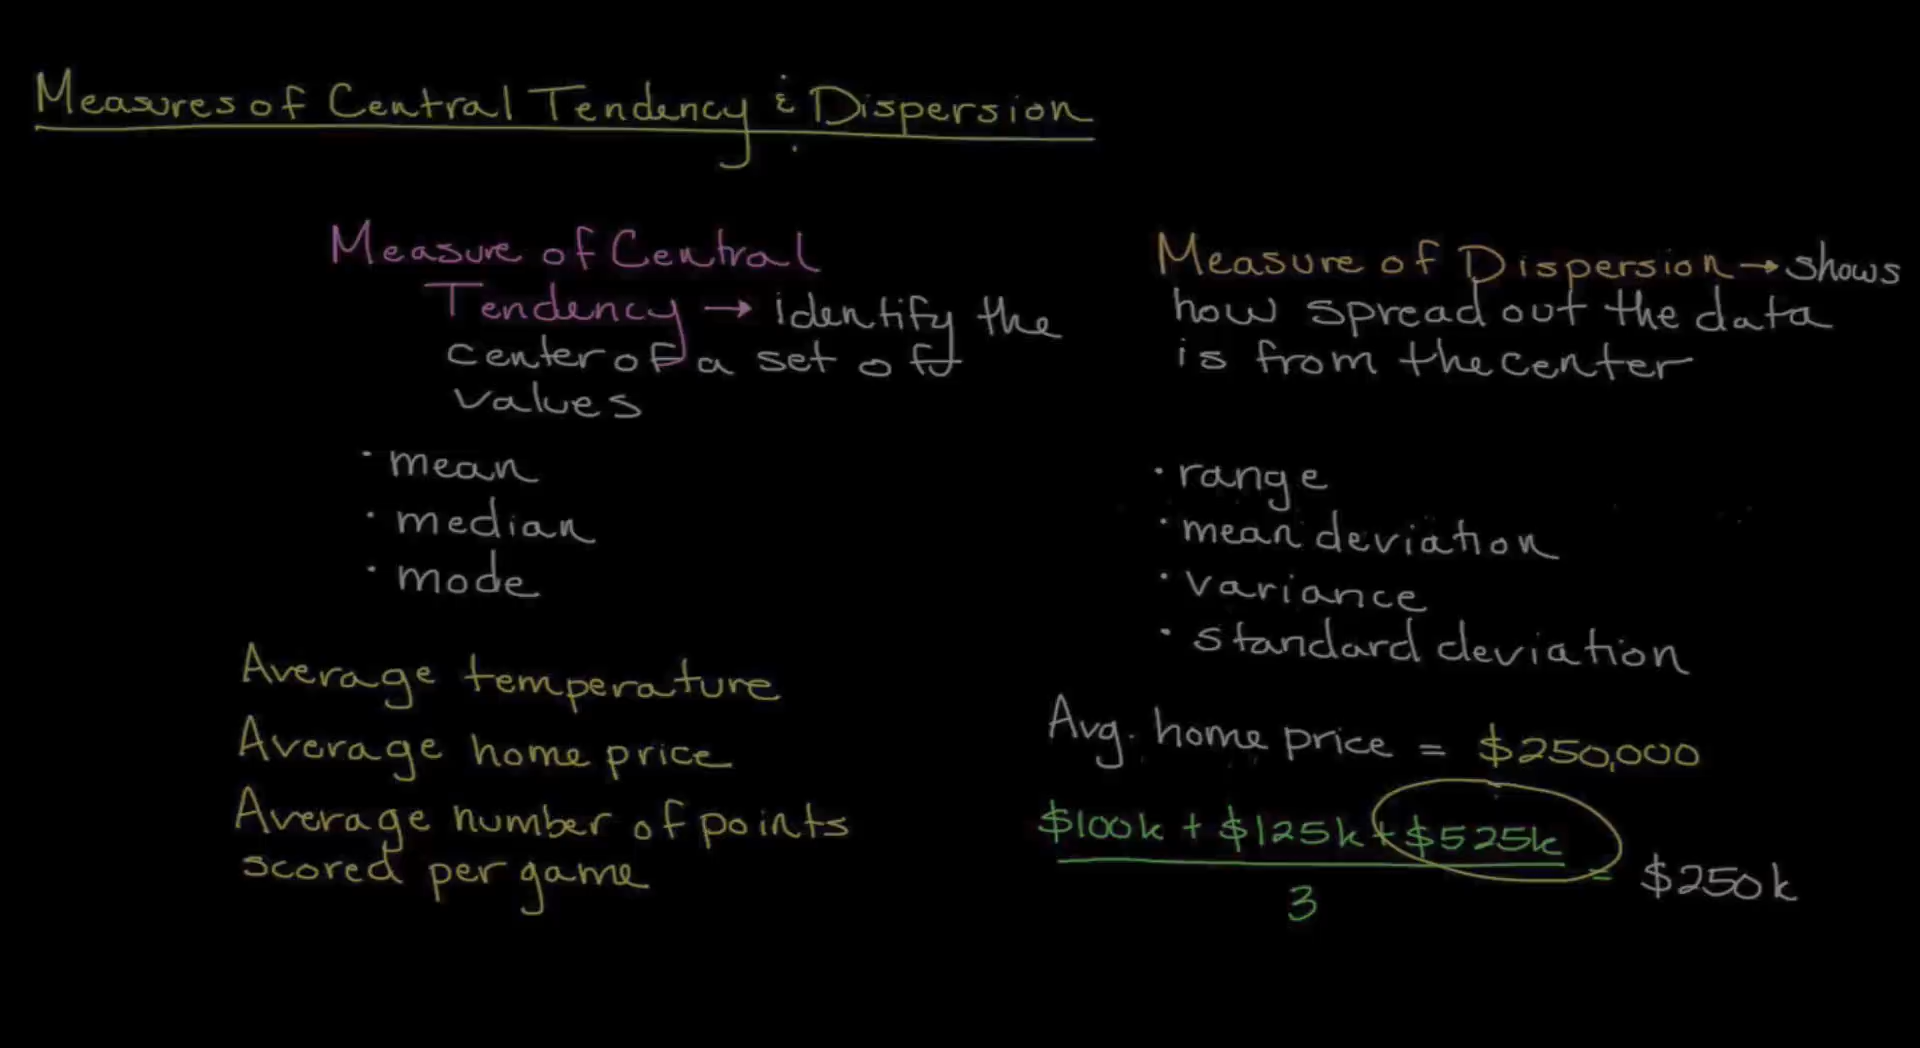 Measures of Central Tendency & Dispersion
Measure of Central
Tendency → identify the
center of a set of
values
· mean
· median
· mode
Average temperature
Average home price
Average number of points
scored per game
Measure of Dispersion → shows
how spread out the data
is from the center
· range
· mean deviation
· variance
· standard deviation
Avg. home price = $250,000
$100k + $125k + $525k
3
= $250k